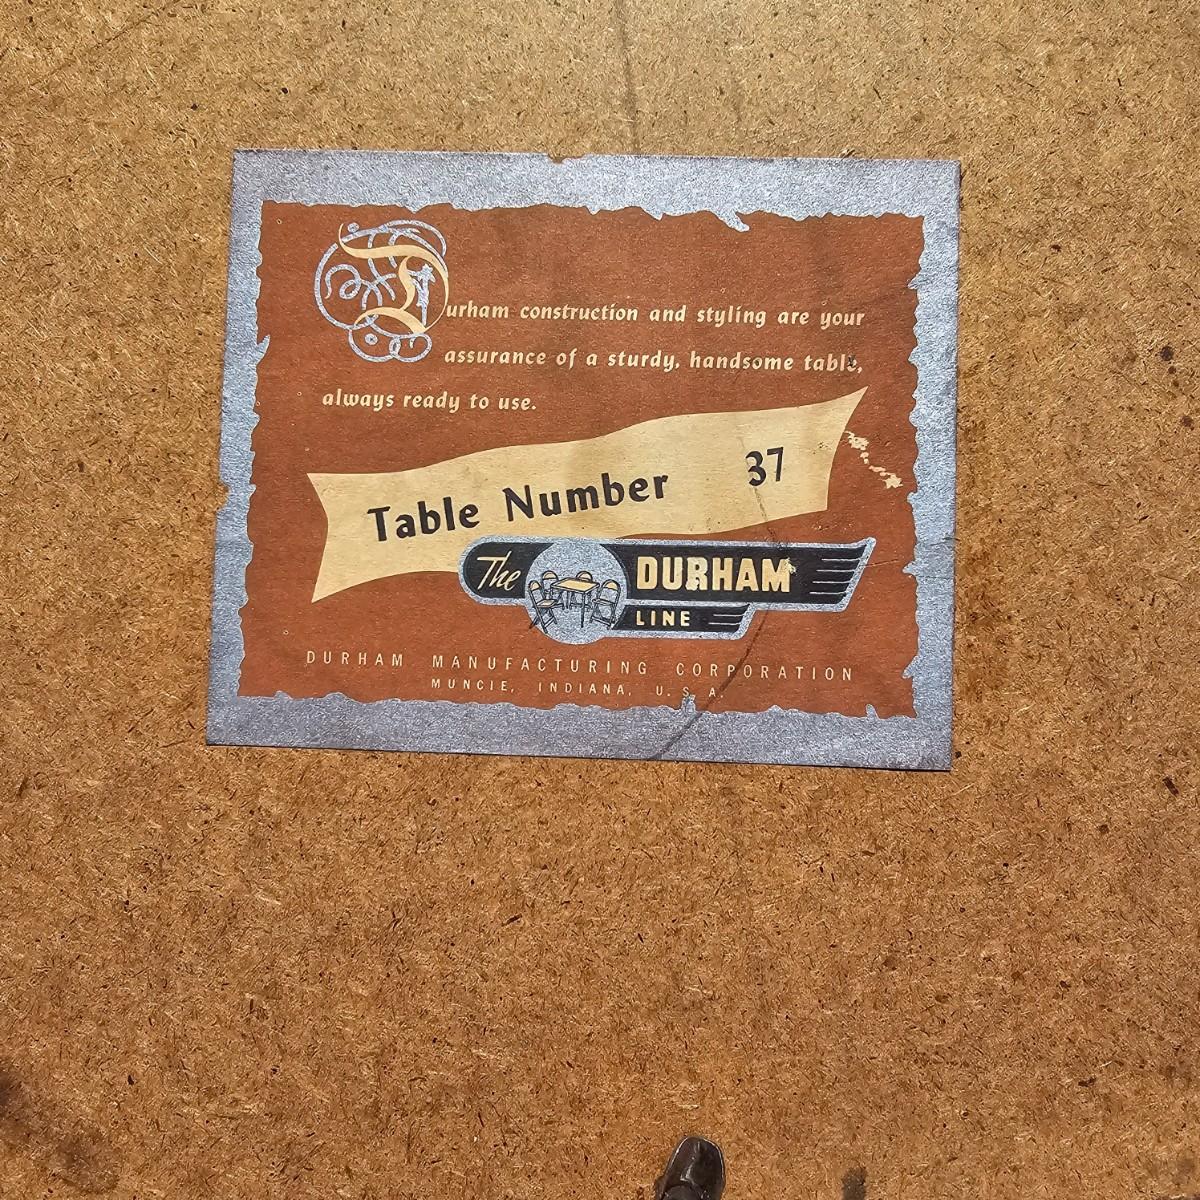 Durham construction and styling are your
assurance of a sturdy, handsome table,
always ready to use.
Table Number 37
The DURHAM
LINE
DURHAM MANUFACTURING CORPORATION
MUNCIE, INDIANA, U.S.A.